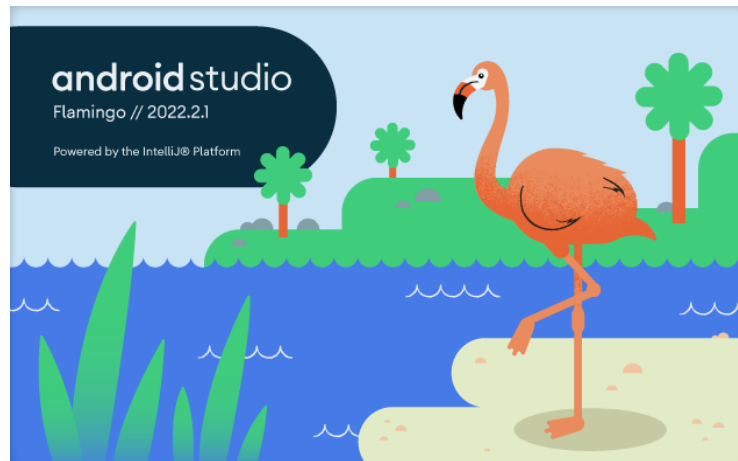 android studio
Flamingo // 2022.2.1
Powered by the IntelliJ® Platform